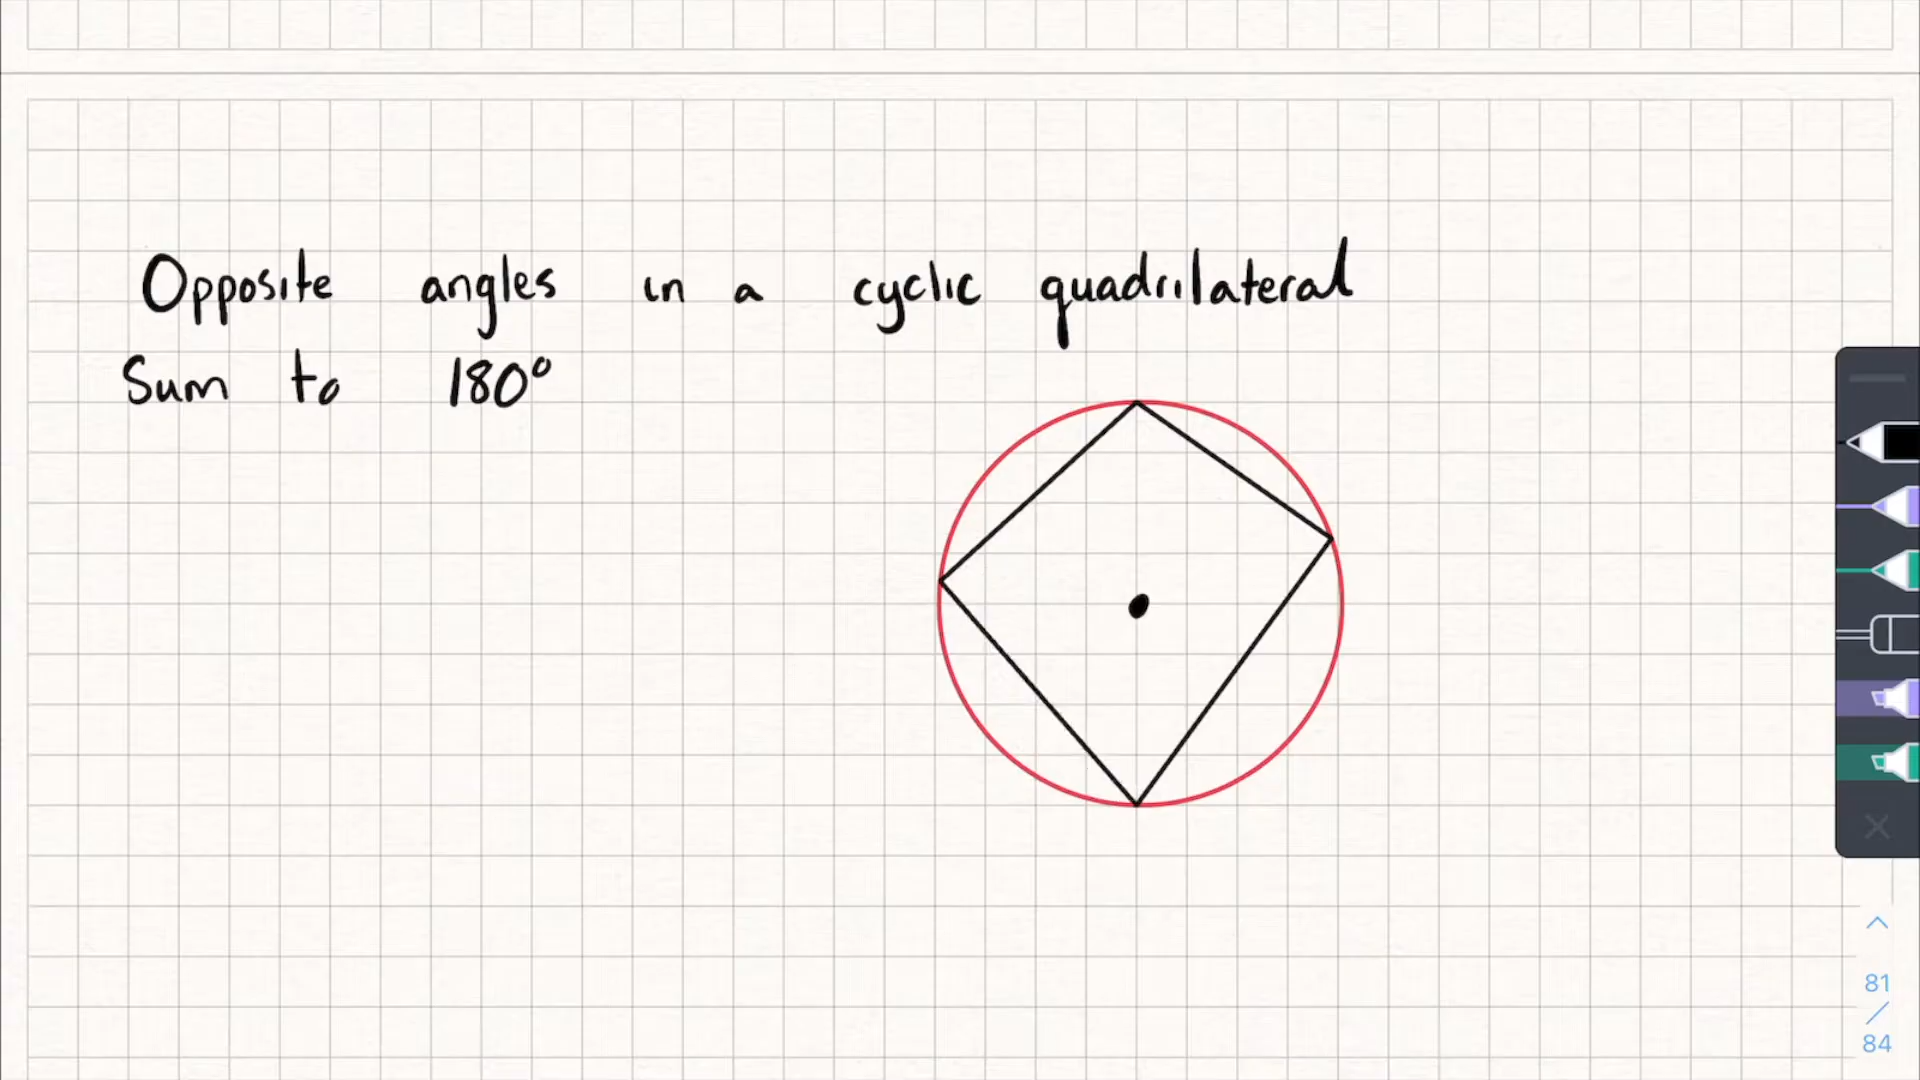 Opposite angles in a cyclic quadrilateral
Sum to 180°
81
/
84